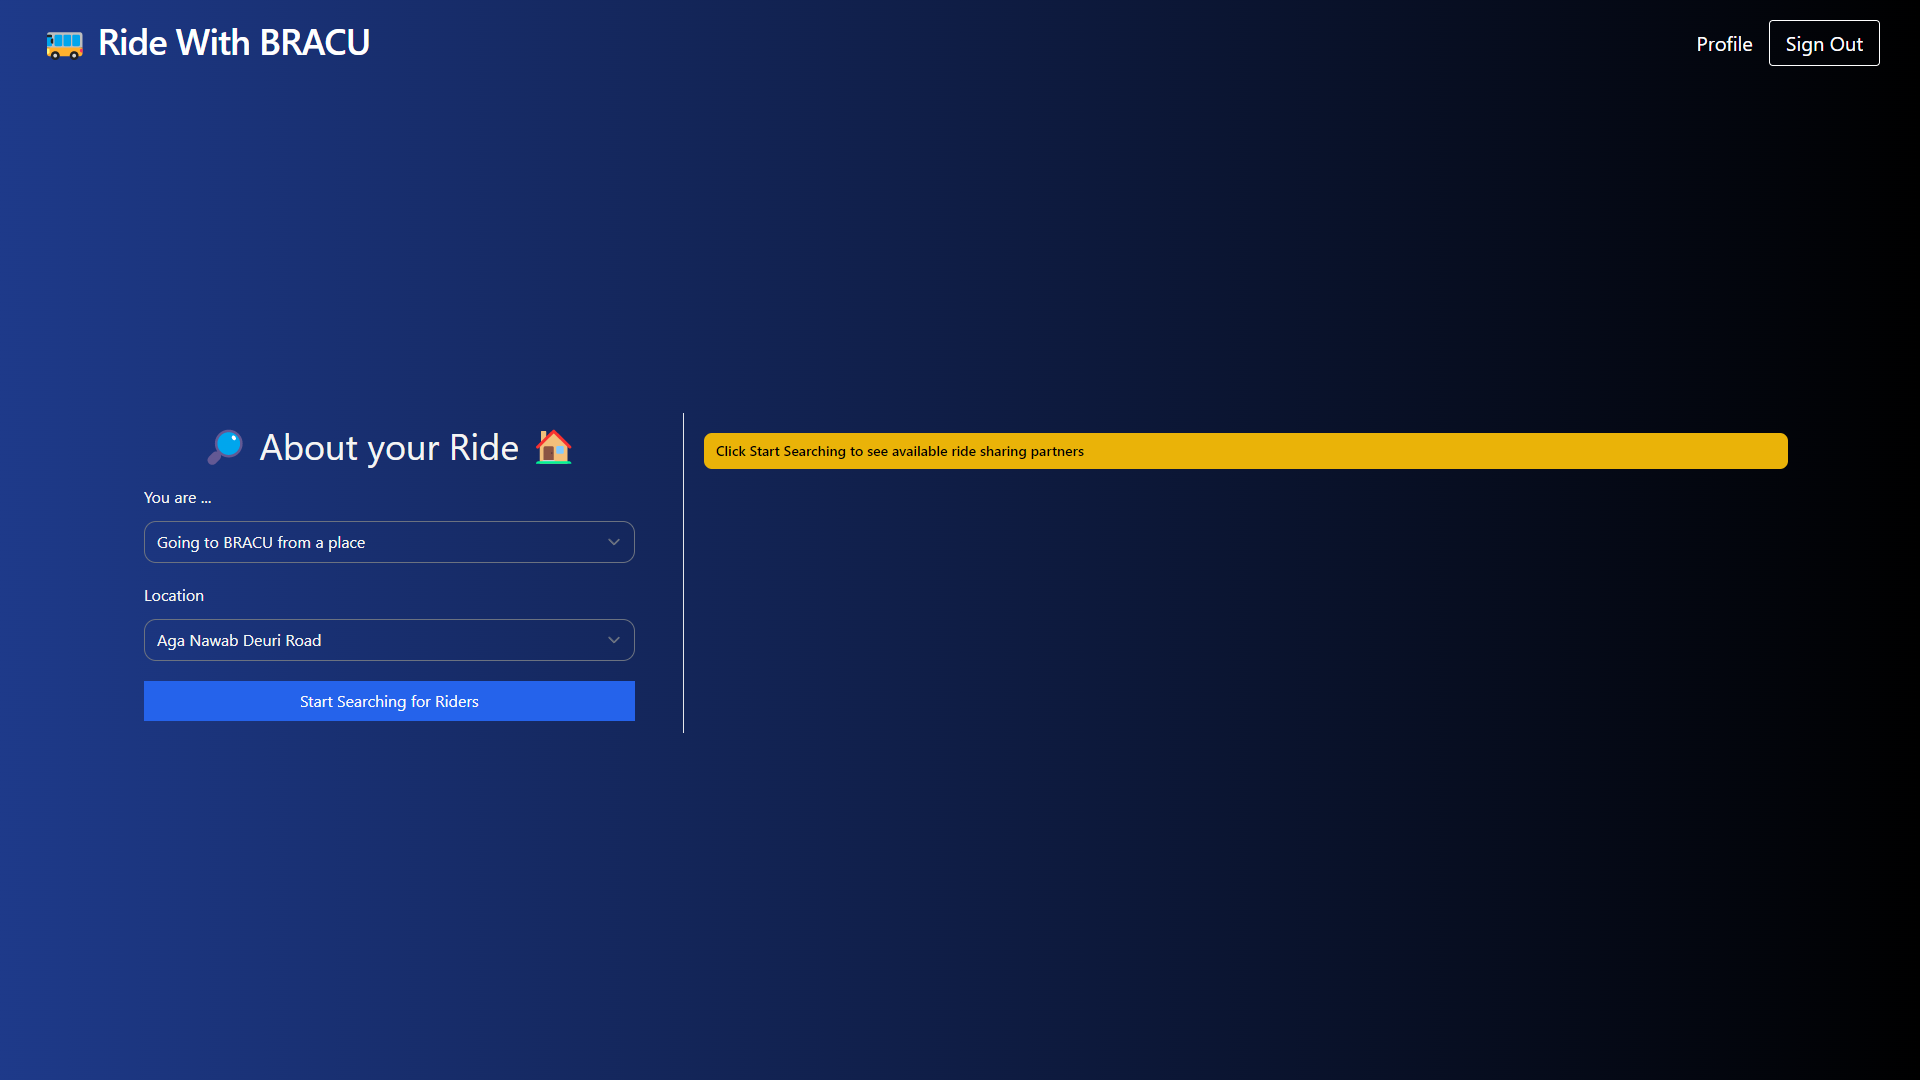 Ride With BRACU
Profile
Sign Out
About your Ride
You are ...
Going to BRACU from a place
Location
Aga Nawab Deuri Road
Start Searching for Riders
Click Start Searching to see available ride sharing partners